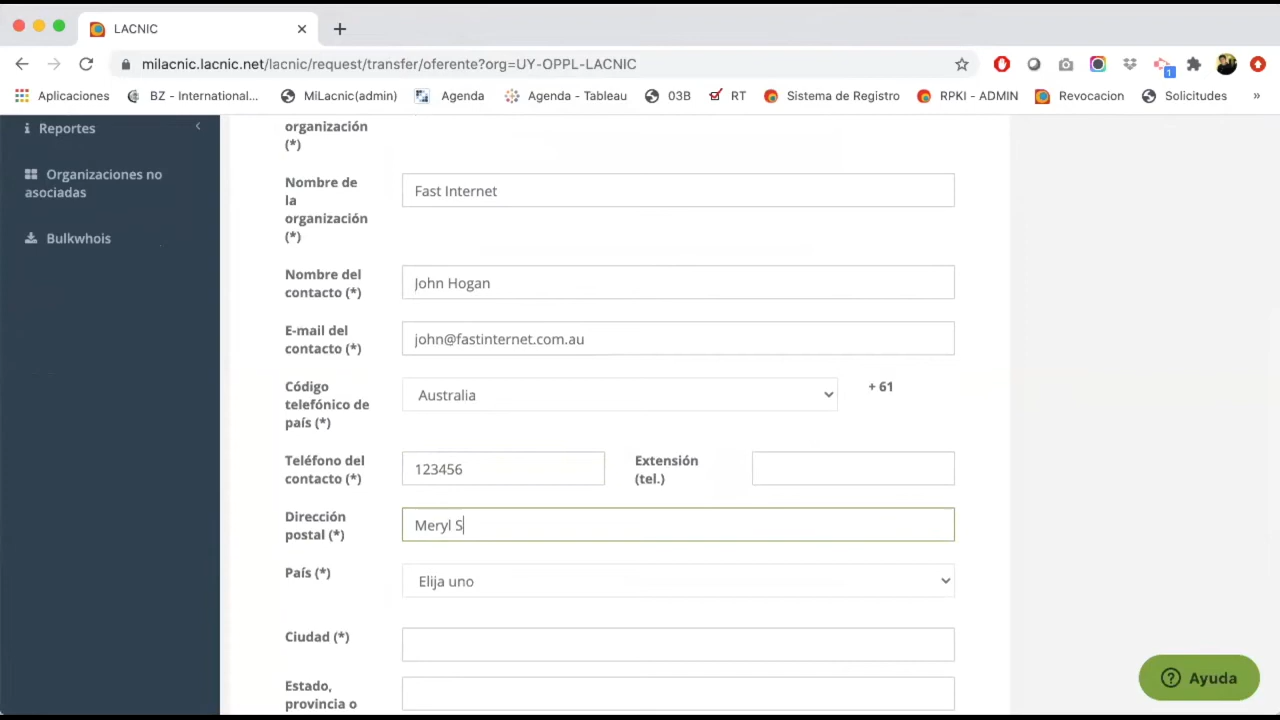 LACNIC
milacnic.lacnic.net/lacnic/request/transfer/oferente?org=UY-OPPL-LACNIC
1
Aplicaciones BZ - International... MiLacnic(admin) Agenda Agenda - Tableau 03B RT Sistema de Registro RPKI - ADMIN Revocacion Solicitudes »
Reportes
Organizaciones no
asociadas
Bulkwhois
organización
(*)
Nombre de
la
organización
(*)
Fast Internet
Nombre del
contacto (*)
John Hogan
E-mail del
contacto (*)
john@fastinternet.com.au
Código
telefónico de
país (*)
Australia
+ 61
Teléfono del
contacto (*)
123456
Extensión
(tel.)
Dirección
postal (*)
Meryl S
País (*)
Elija uno
Ciudad (*)
Estado,
provincia o
Ayuda